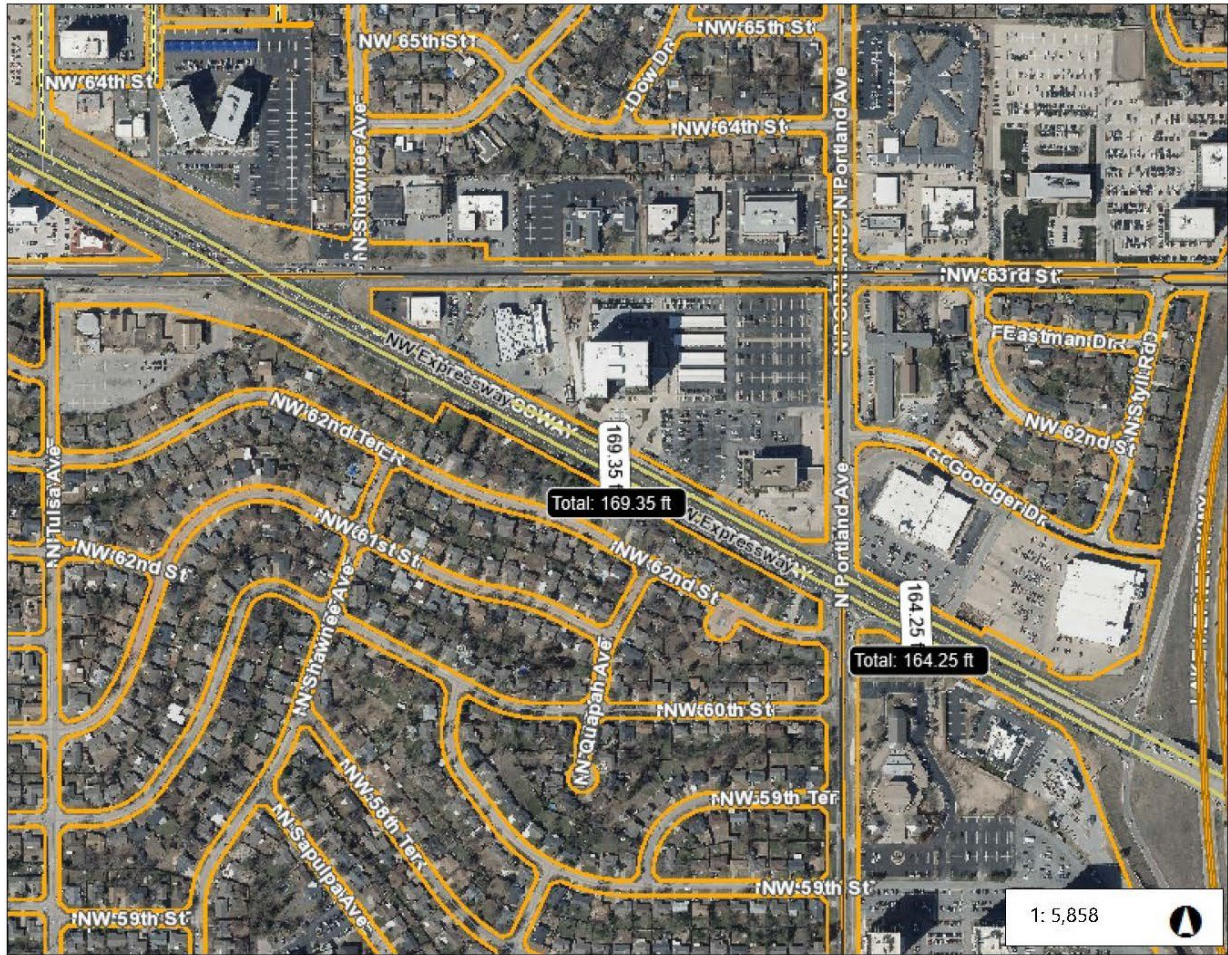 NW 65th St
NW 65th St
NW 64th St
Dow Dr
N Portland Ave
N Shawnee Ave
NW 64th St
NW 63rd St
Eastman Dr
NW Expressway
N Styll Rd
NW 62nd St
NW 62nd Ter
169.35 f
Total: 169.35 ft
Goodger Dr
N Tulsa Ave
NW 61st St
NW Expressway
N Portland Ave
NW 62nd St
NW 62nd St
164.25 f
Total: 164.25 ft
N Shawnee Ave
N Quapah Ave
NW 60th St
NW 58th Ter
NW 59th Ter
N Sapulpa Ave
NW 59th St
NW 59th St
1: 5,858